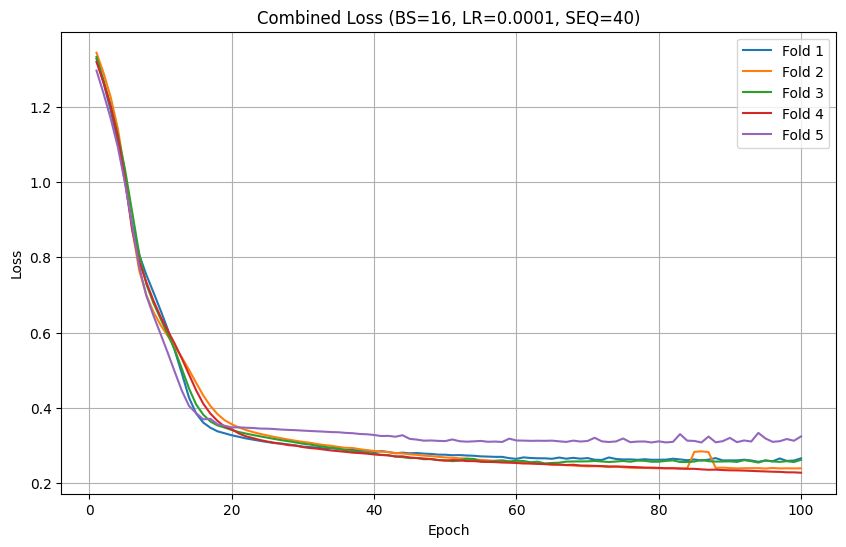 Combined Loss (BS=16, LR=0.0001, SEQ=40)
Fold 1
Fold 2
Fold 3
Fold 4
Fold 5
Loss
1.2
1.0
0.8
0.6
0.4
0.2
0 20 40 60 80 100
Epoch